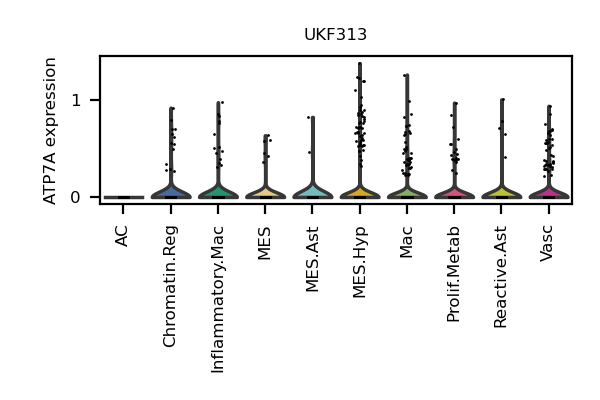 UKF313
ATP7A expression
1
0
AC
Chromatin.Reg
Inflammatory.Mac
MES
MES.Ast
MES.Hyp
Mac
Prolif.Metab
Reactive.Ast
Vasc